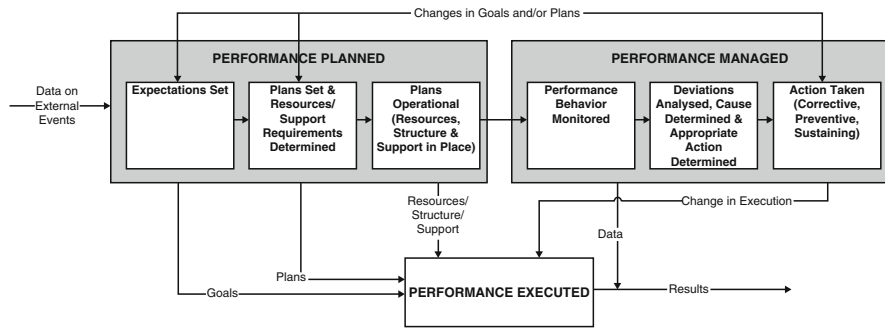 Changes in Goals and/or Plans
PERFORMANCE PLANNED
PERFORMANCE MANAGED
Data on
External
Events
Expectations Set
Plans Set &
Resources/
Support
Requirements
Determined
Plans
Operational
(Resources,
Structure &
Support in Place)
Performance
Behavior
Monitored
Deviations
Analysed, Cause
Determined &
Appropriate
Action
Determined
Action Taken
(Corrective,
Preventive,
Sustaining)
Resources/
Structure/
Support
Change in Execution
Data
Plans
Goals
PERFORMANCE EXECUTED
Results